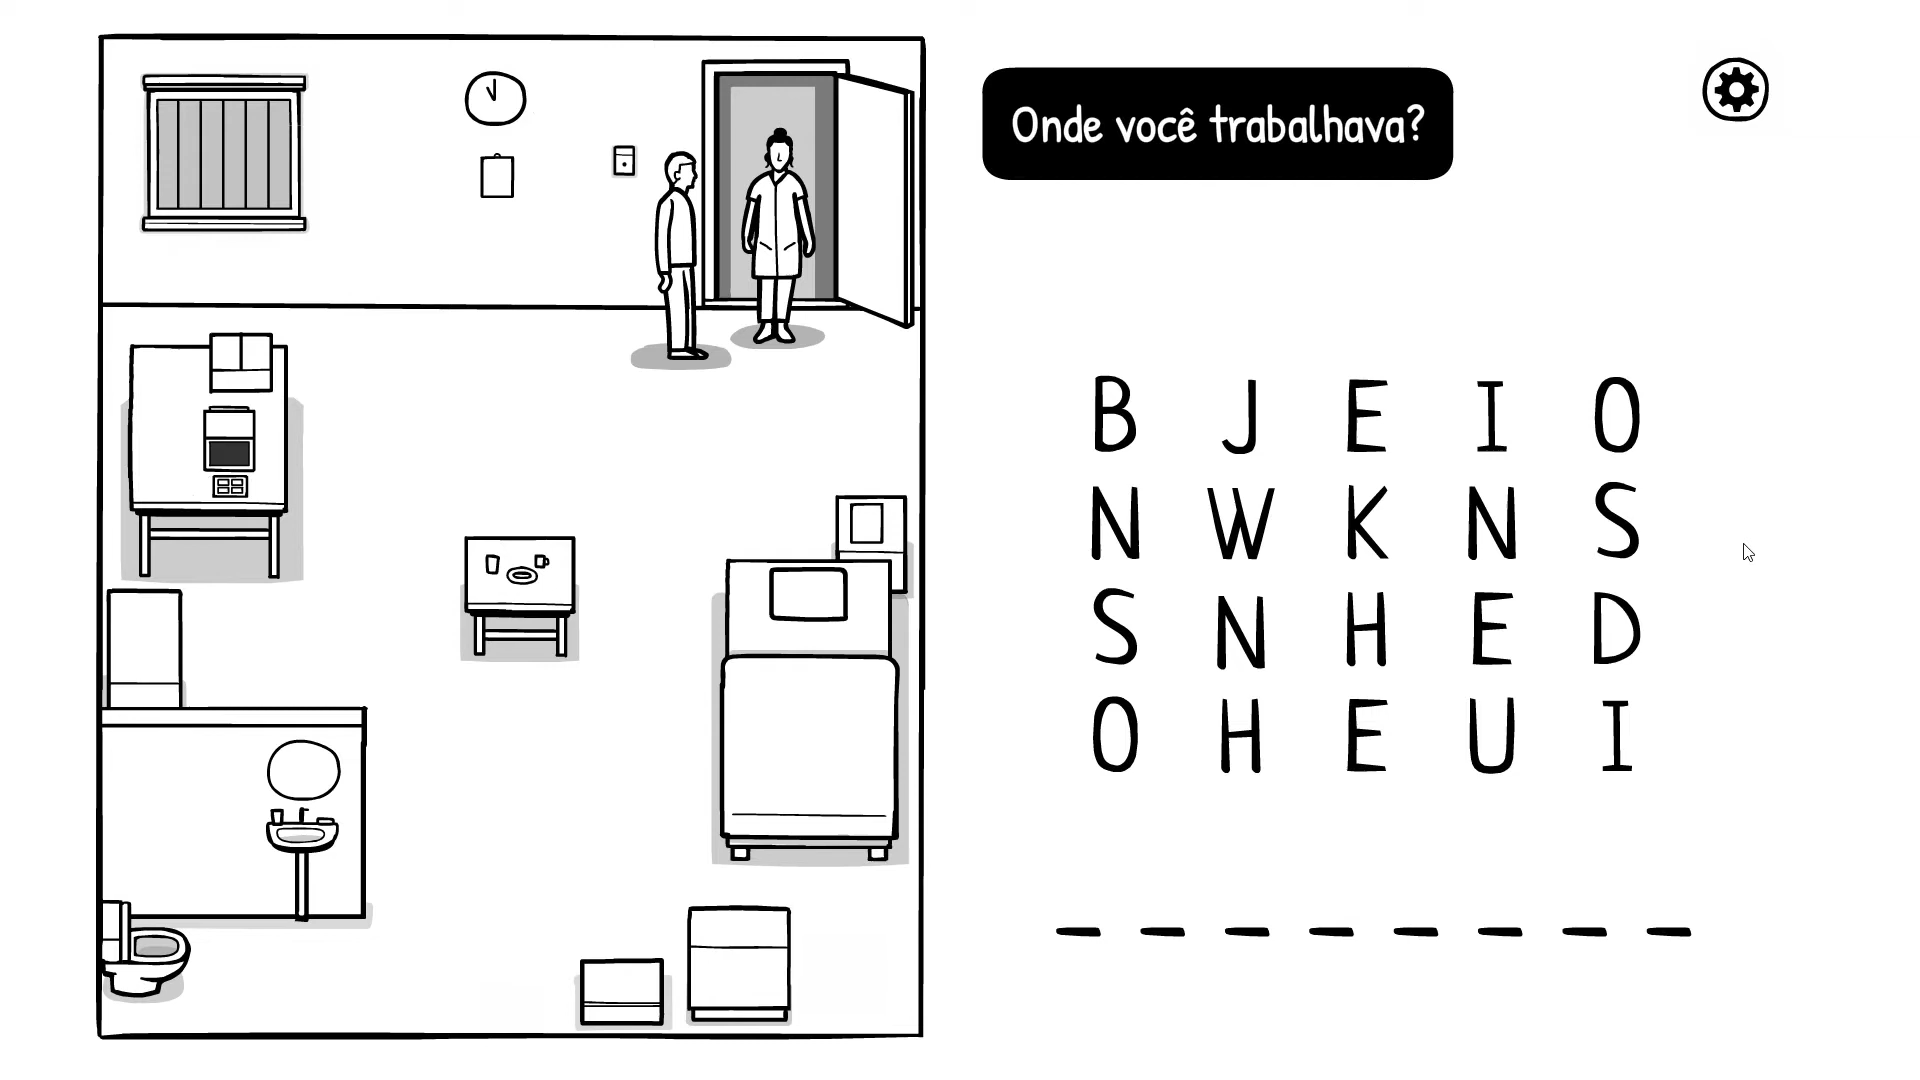 Onde você trabalhava?
B J E I O
N W K N S
S N H E D
O H E U I